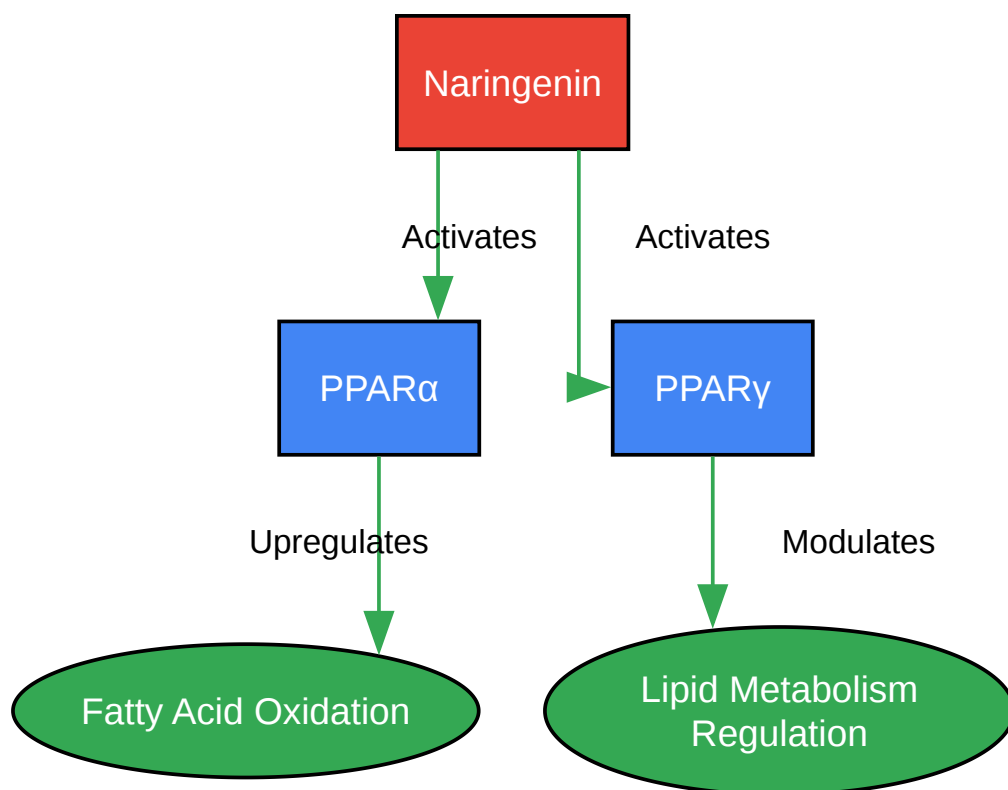 Naringenin
Activates
Activates
PPARα
PPARγ
Upregulates
Modulates
Fatty Acid Oxidation
Lipid Metabolism
Regulation